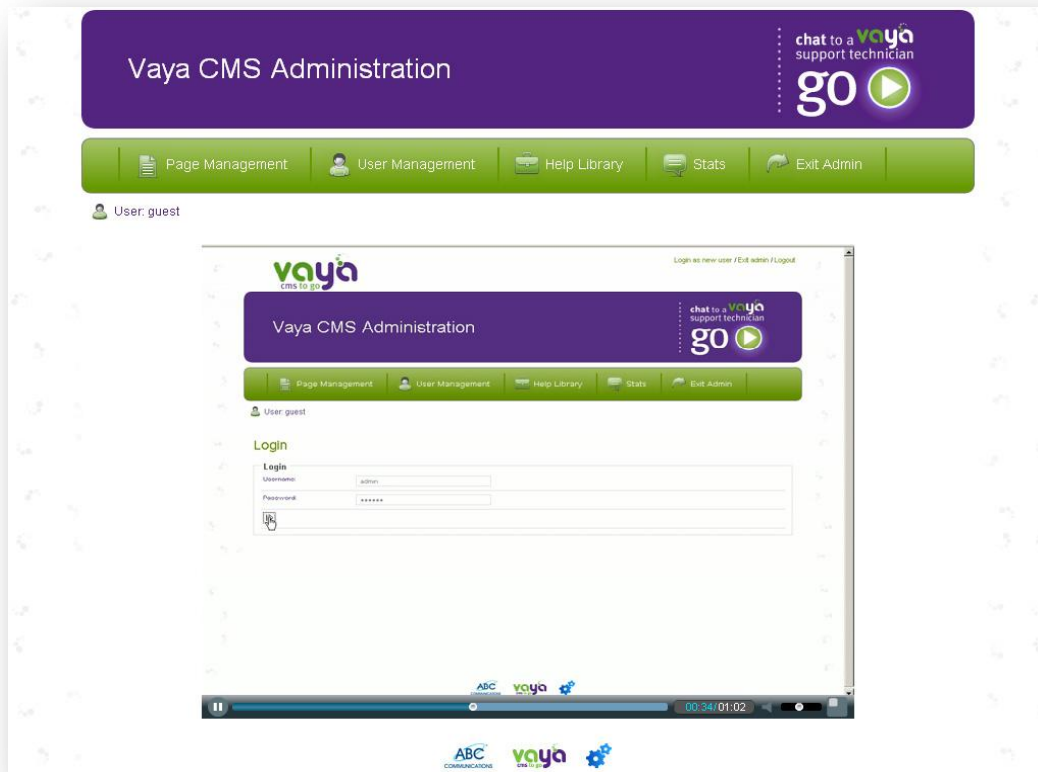 Vaya CMS Administration
chat to a vaya
support technician
go
Page Management
User Management
Help Library
Stats
Exit Admin
User: guest
vaya
cms to go
Login as new user / Exit admin / Logout
Vaya CMS Administration
chat to a vaya
support technician
go
Page Management
User Management
Help Library
Stats
Exit Admin
User: guest
Login
Login
Username:
admin
Password:
••••••
ABC
COMMUNICATIONS
vaya
00:34/01:02
ABC
COMMUNICATIONS
vaya
cms to go